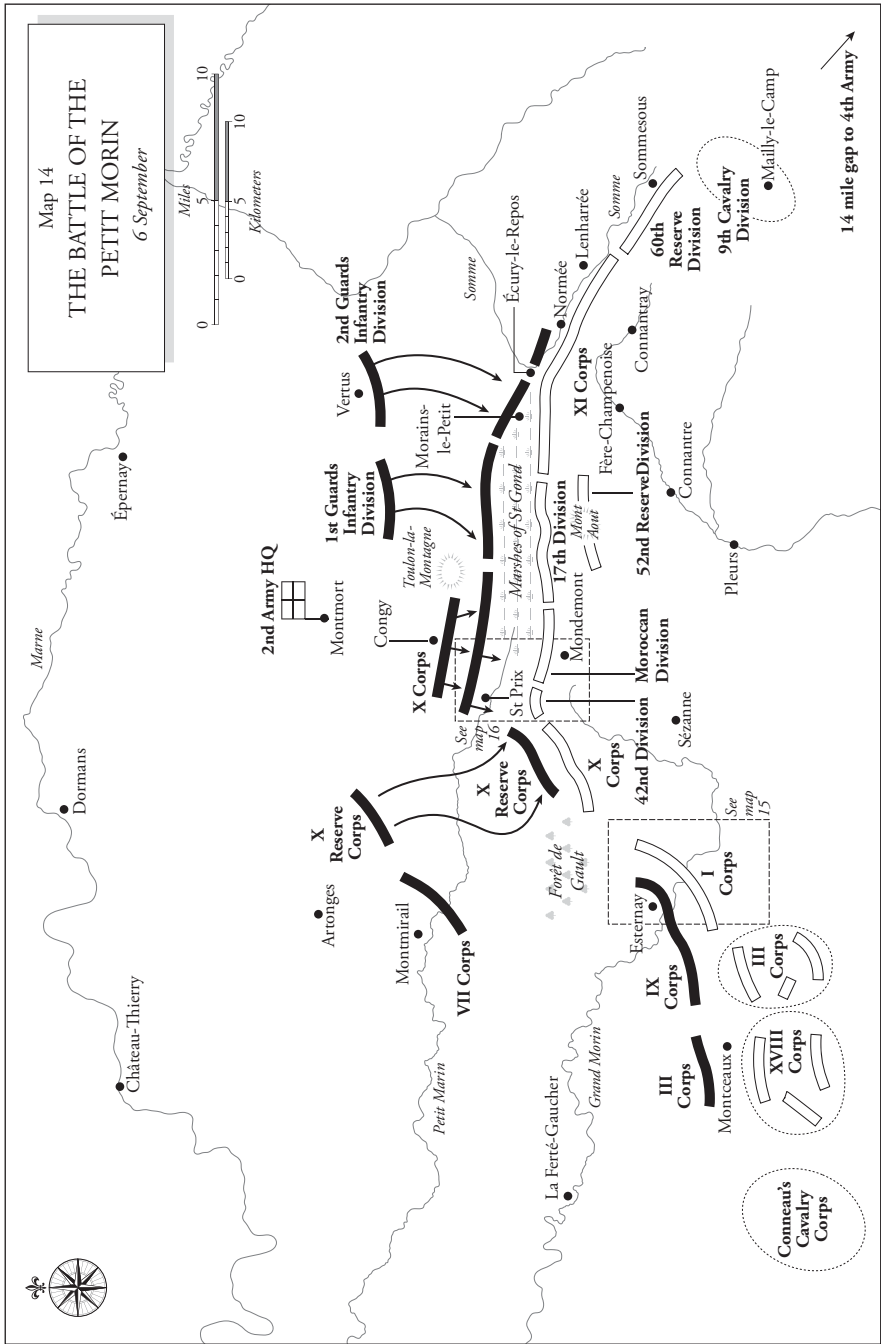 Map 14
THE BATTLE OF THE
PETIT MORIN
6 September
Miles
0
5
10
0
5
10
Kilometers
Marne
Château-Thierry
Dormans
Épernay
Artonges
Montmirail
VII Corps
X
Reserve
Corps
2nd Army HQ
Montmort
Congy
X Corps
Toulon-la-
Montagne
1st Guards
Infantry
Division
Vertus
2nd Guards
Infantry
Division
Morains-
le-Petit
Somme
Écury-le-Repos
Normée
Lenharrée
Somme
Sommesous
Petit Marin
See
map
16
St Prix
Marshes of St Gond
X
Reserve
Corps
X
Corps
Forêt de
Gault
42nd Division
Moroccan
Division
Mondemont
17th Division
Mont
Aout
52nd ReserveDivision
XI Corps
60th
Reserve
Division
9th Cavalry
Division
Mailly-le-Camp
Fère-Champenoise
Connantray
Connantre
Pleurs
Sézanne
La Ferté-Gaucher
Grand Morin
Esternay
I
Corps
See
map
15
IX
Corps
III
Corps
Montceaux
III
Corps
XVIII
Corps
Conneau's
Cavalry
Corps
14 mile gap to 4th Army